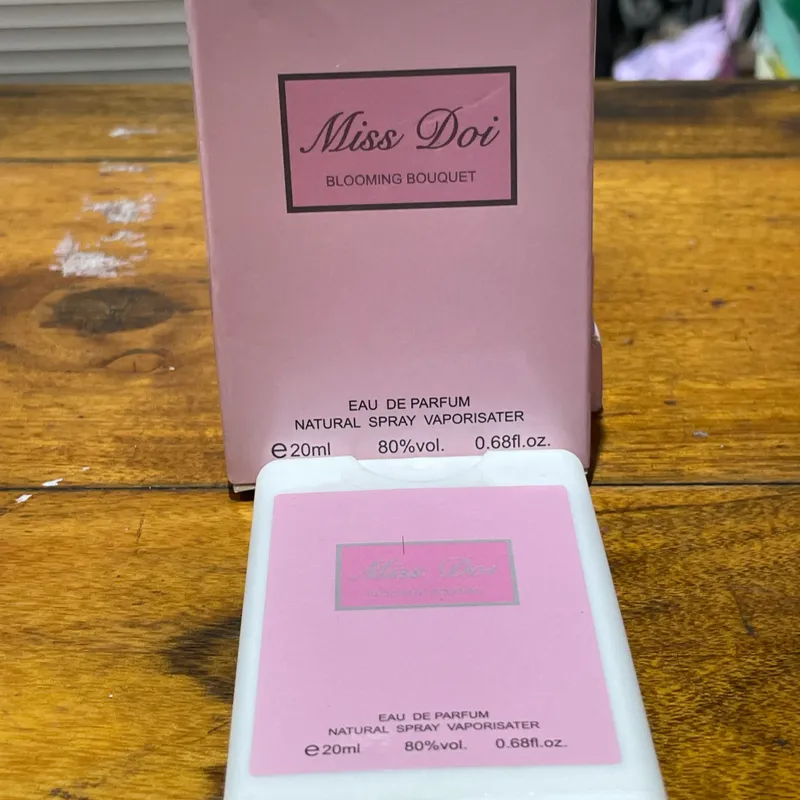 Miss Doi
BLOOMING BOUQUET
EAU DE PARFUM
NATURAL SPRAY VAPORISATER
℮20ml 80%vol. 0.68fl.oz.
Miss Doi
EAU DE PARFUM
NATURAL SPRAY VAPORISATER
℮20ml 80%vol. 0.68fl.oz.